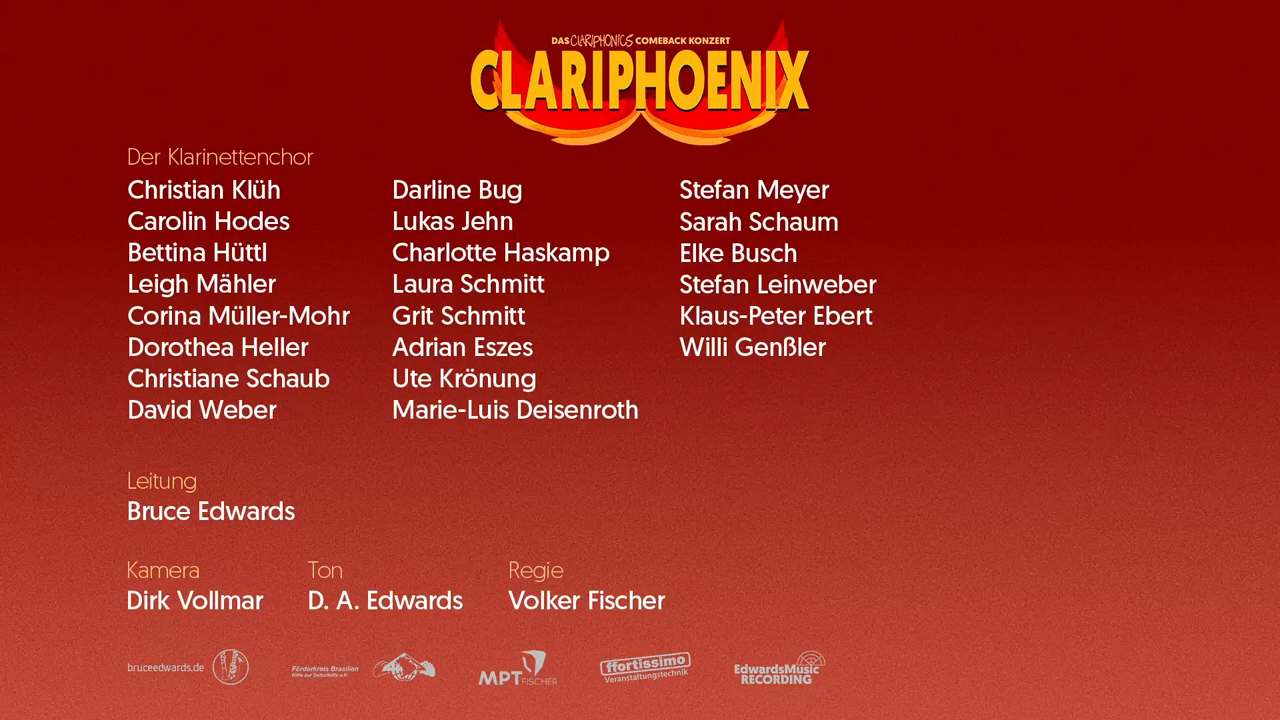 DAS CLARIPHONICS COMEBACK KONZERT
CLARIPHOENIX
Der Klarinettenchor
Christian Klüh
Carolin Hodes
Bettina Hüttl
Leigh Mähler
Corina Müller-Mohr
Dorothea Heller
Christiane Schaub
David Weber
Darline Bug
Lukas Jehn
Charlotte Haskamp
Laura Schmitt
Grit Schmitt
Adrian Eszes
Ute Krönung
Marie-Luis Deisenroth
Stefan Meyer
Sarah Schaum
Elke Busch
Stefan Leinweber
Klaus-Peter Ebert
Willi Genßler
Leitung
Bruce Edwards
Kamera
Dirk Vollmar
Ton
D. A. Edwards
Regie
Volker Fischer
bruceedwards.de
Förderkreis Brasilien
Hilfe zur Selbsthilfe e.V.
MPT FISCHER
ffortissimo
Veranstaltungstechnik
EdwardsMusic
RECORDING